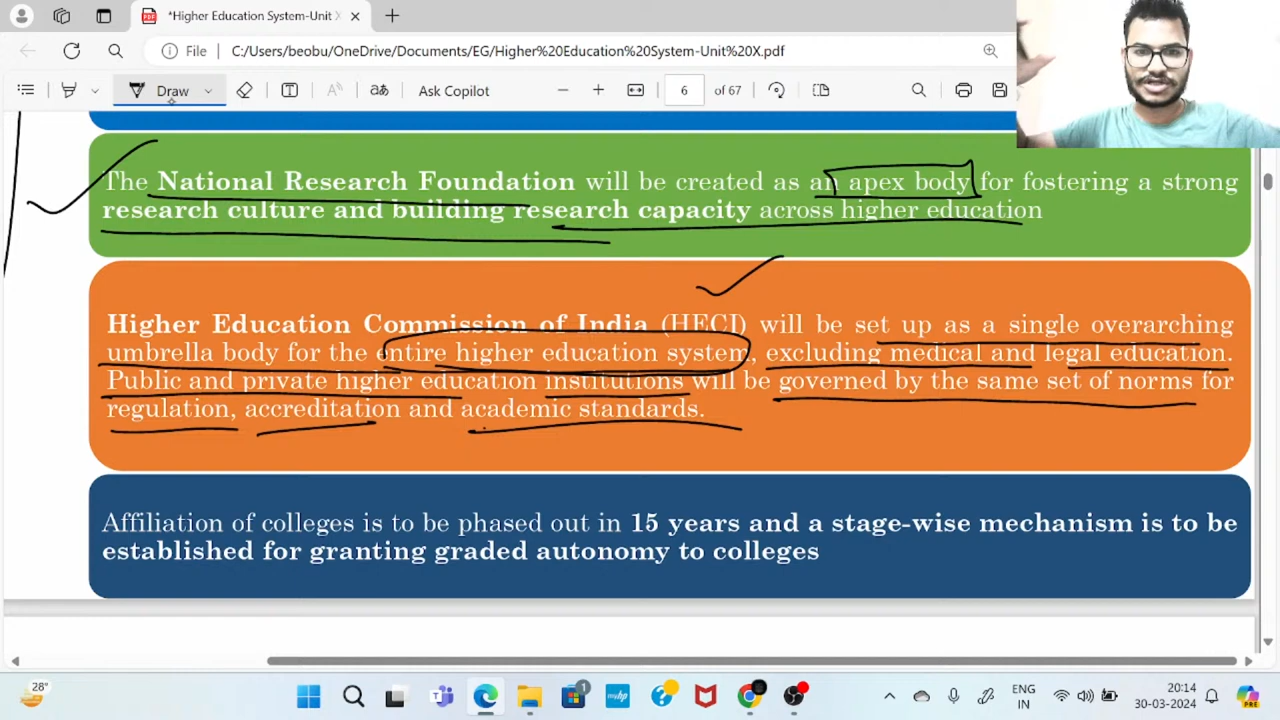 *Higher Education System-Unit X
File
C:/Users/beobu/OneDrive/Documents/EG/Higher%20Education%20System-Unit%20X.pdf
Draw
Ask Copilot
6 of 67
The National Research Foundation will be created as an apex body for fostering a strong
research culture and building research capacity across higher education
Higher Education Commission of India (HECI) will be set up as a single overarching
umbrella body for the entire higher education system, excluding medical and legal education.
Public and private higher education institutions will be governed by the same set of norms for
regulation, accreditation and academic standards.
Affiliation of colleges is to be phased out in 15 years and a stage-wise mechanism is to be
established for granting graded autonomy to colleges
28°
ENG
IN
20:14
30-03-2024